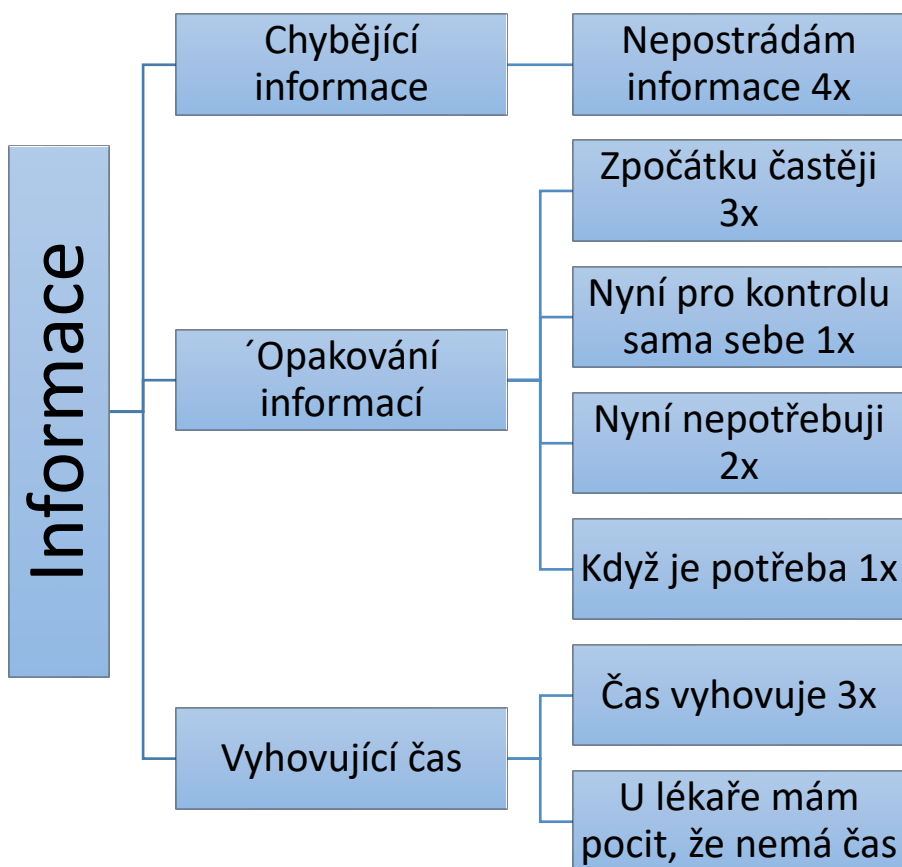 Informace
Chybějící
informace
Nepostrádám
informace 4x
´Opakování
informací
Zpočátku častěji
3x
Nyní pro kontrolu
sama sebe 1x
Nyní nepotřebuji
2x
Když je potřeba 1x
Vyhovující čas
Čas vyhovuje 3x
U lékaře mám
pocit, že nemá čas